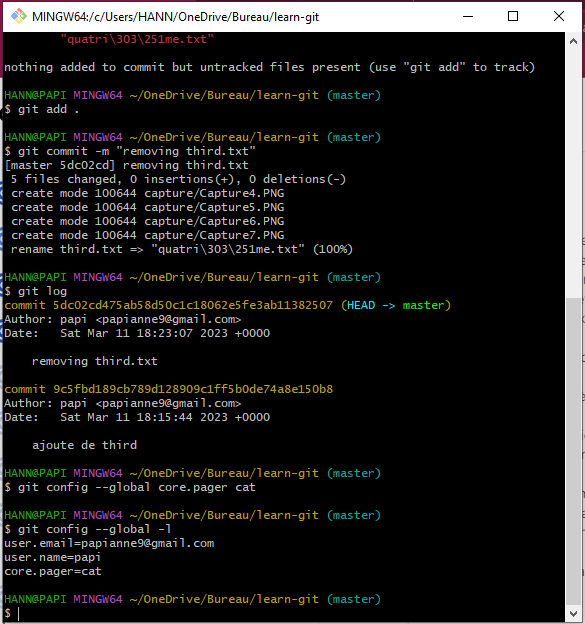 MINGW64:/c/Users/HANN/OneDrive/Bureau/learn-git
"quatri\303\251me.txt"
nothing added to commit but untracked files present (use "git add" to track)
HANN@PAPI MINGW64 ~/OneDrive/Bureau/learn-git (master)
$ git add .
HANN@PAPI MINGW64 ~/OneDrive/Bureau/learn-git (master)
$ git commit -m "removing third.txt"
[master 5dc02cd] removing third.txt
5 files changed, 0 insertions(+), 0 deletions(-)
create mode 100644 capture/Capture4.PNG
create mode 100644 capture/Capture5.PNG
create mode 100644 capture/Capture6.PNG
create mode 100644 capture/Capture7.PNG
rename third.txt => "quatri\303\251me.txt" (100%)
HANN@PAPI MINGW64 ~/OneDrive/Bureau/learn-git (master)
$ git log
commit 5dc02cd475ab58d50c1c18062e5fe3ab11382507 (HEAD -> master)
Author: papi <papianne9@gmail.com>
Date:   Sat Mar 11 18:23:07 2023 +0000
removing third.txt
commit 9c5fbd189cb789d128909c1ff5b0de74a8e150b8
Author: papi <papianne9@gmail.com>
Date:   Sat Mar 11 18:15:44 2023 +0000
ajoute de third
HANN@PAPI MINGW64 ~/OneDrive/Bureau/learn-git (master)
$ git config --global core.pager cat
HANN@PAPI MINGW64 ~/OneDrive/Bureau/learn-git (master)
$ git config --global -l
user.email=papianne9@gmail.com
user.name=papi
core.pager=cat
HANN@PAPI MINGW64 ~/OneDrive/Bureau/learn-git (master)
$